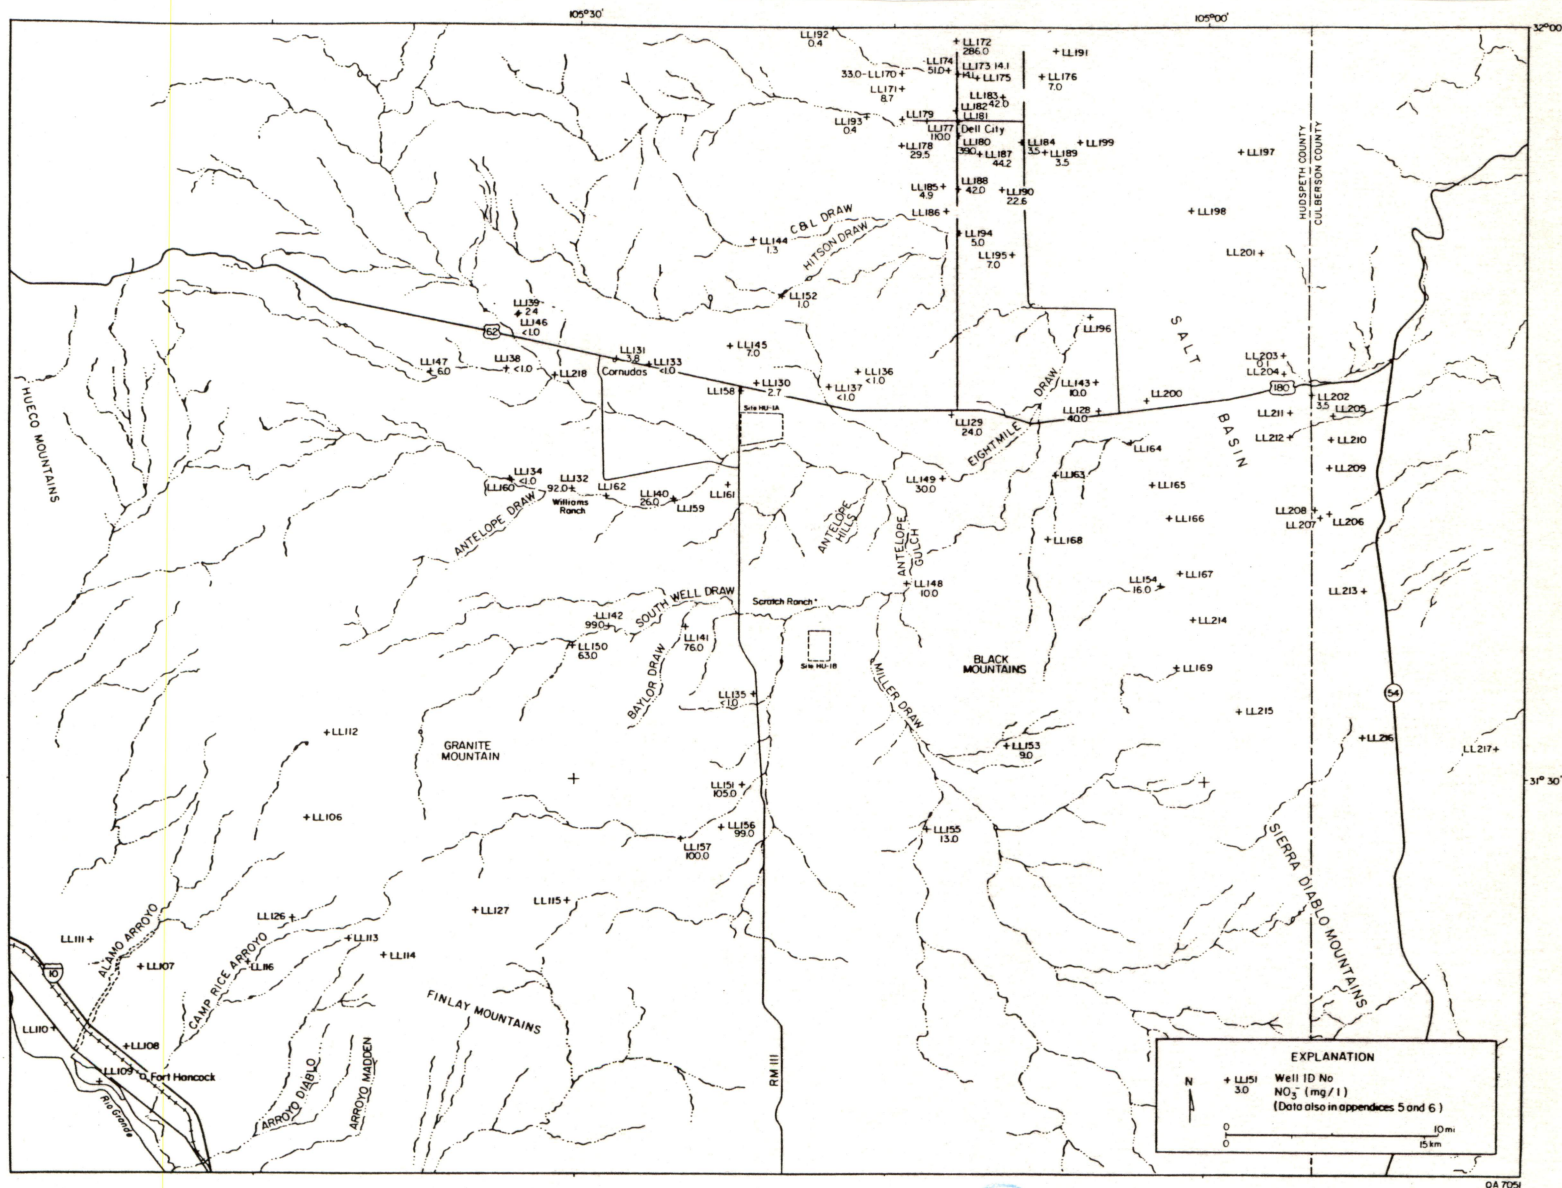 105°30'
105°00'
32°00'
LL192
0.4
LL172
286.0
LL191
LL174
51.0
LL173 14.1
14.1
LL175
33.0-LL170
LL176
7.0
LL171
8.7
LL183
42.0
LL182
LL181
LL193
0.4
LL179
LL177
110.0
Dell City
LL178
29.5
LL180
39.0
LL187
44.2
LL184
3.5
LL189
3.5
LL199
LL197
LL185
4.9
LL188
42.0
LL190
22.6
LL186
LL198
HUDSPETH COUNTY
CULBERSON COUNTY
C&L DRAW
HITSON DRAW
LL144
1.3
LL194
5.0
LL195
7.0
LL201
LL152
1.0
LL139
2.4
LL146
<1.0
62
LL196
SALT
BASIN
LL131
3.8
Cornudas
LL133
<1.0
LL145
7.0
LL147
6.0
LL138
<1.0
LL218
LL158
LL130
2.7
LL136
<1.0
LL137
<1.0
LL143
10.0
LL200
LL203
0.1
LL204
180
LL202
3.5
LL205
LL211
Site HU-1A
LL129
24.0
LL128
40.0
EIGHTMILE DRAW
LL212
LL210
LL164
LL209
HUECO MOUNTAINS
LL134
<1.0
LL160
LL132
92.0
Williams
Ranch
LL162
LL140
26.0
LL159
LL161
LL149
30.0
LL163
LL165
ANTELOPE DRAW
ANTELOPE
HILLS
ANTELOPE
GULCH
LL166
LL208
LL207
LL206
LL168
LL148
10.0
LL154
16.0
LL167
LL213
SOUTH WELL DRAW
Scratch Ranch
LL142
99.0
LL141
76.0
LL150
63.0
Site HU-1B
LL214
BLACK
MOUNTAINS
LL169
BAYLOR DRAW
LL135
<1.0
MILLER DRAW
54
LL215
LL112
GRANITE
MOUNTAIN
LL153
9.0
LL216
LL217
31°30'
LL151
105.0
LL106
LL156
99.0
LL157
100.0
LL155
13.0
SIERRA DIABLO MOUNTAINS
LL115
LL127
LL126
LL111
ALAMO ARROYO
LL113
LL107
CAMP RICE ARROYO
LL116
LL114
10
FINLAY MOUNTAINS
LL110
LL108
LL109
Fort Hancock
Rio Grande
ARROYO DIABLO
ARROYO MADDEN
RM 111
EXPLANATION
N
LL151
3.0
Well ID No
NO3- (mg/l)
(Data also in appendices 5 and 6)
0 10 mi
0 15 km
QA 7051